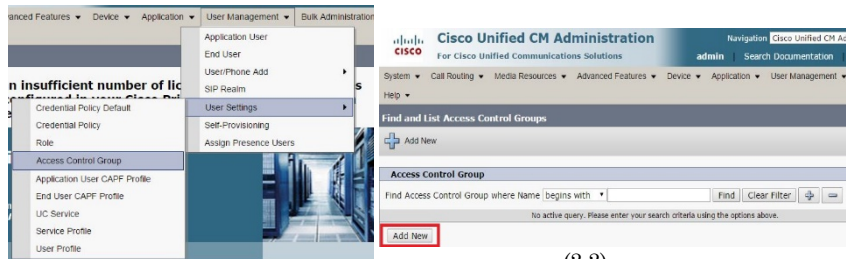 vanced Features Device Application User Management Bulk Administration
Application User
End User
User/Phone Add
SIP Realm
User Settings
Self-Provisioning
Assign Presence Users
n insufficient number of lic
Credential Policy Default
Credential Policy
Role
Access Control Group
Application User CAPF Profile
End User CAPF Profile
UC Service
Service Profile
User Profile
CISCO
Cisco Unified CM Administration
For Cisco Unified Communications Solutions
Navigation Cisco Unified CM Ad
admin Search Documentation
System Call Routing Media Resources Advanced Features Device Application User Management
Help
Find and List Access Control Groups
Add New
Access Control Group
Find Access Control Group where Name begins with Find Clear Filter
No active query. Please enter your search criteria using the options above.
Add New